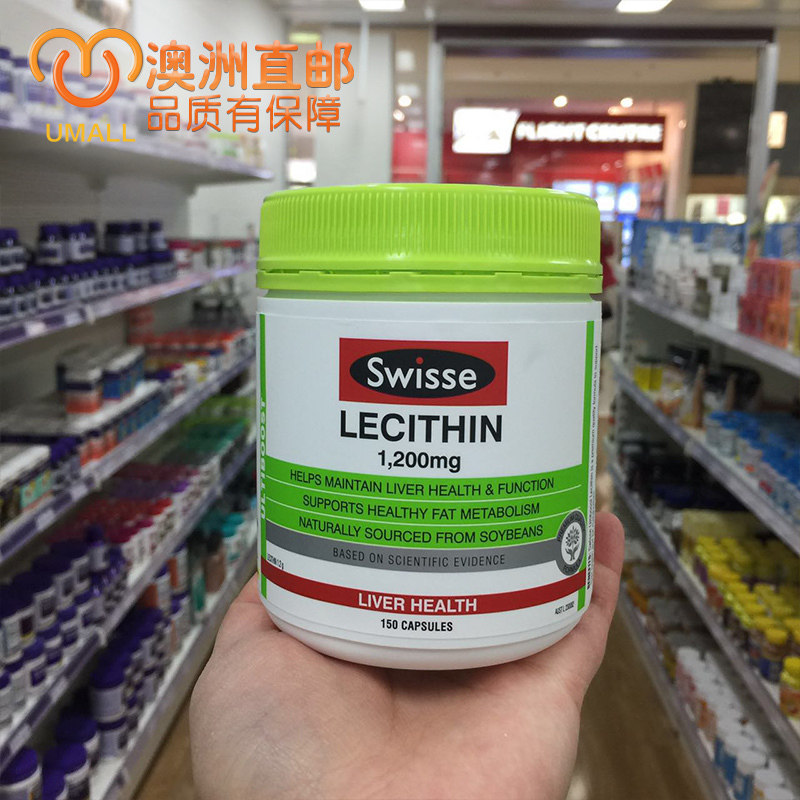 澳洲直邮
品质有保障
UMALL
FLIGHT CENTRE
Swisse
LECITHIN
1,200mg
HELPS MAINTAIN LIVER HEALTH & FUNCTION
SUPPORTS HEALTHY FAT METABOLISM
NATURALLY SOURCED FROM SOYBEANS
BASED ON SCIENTIFIC EVIDENCE
LIVER HEALTH
150 CAPSULES
ULTIBOOST